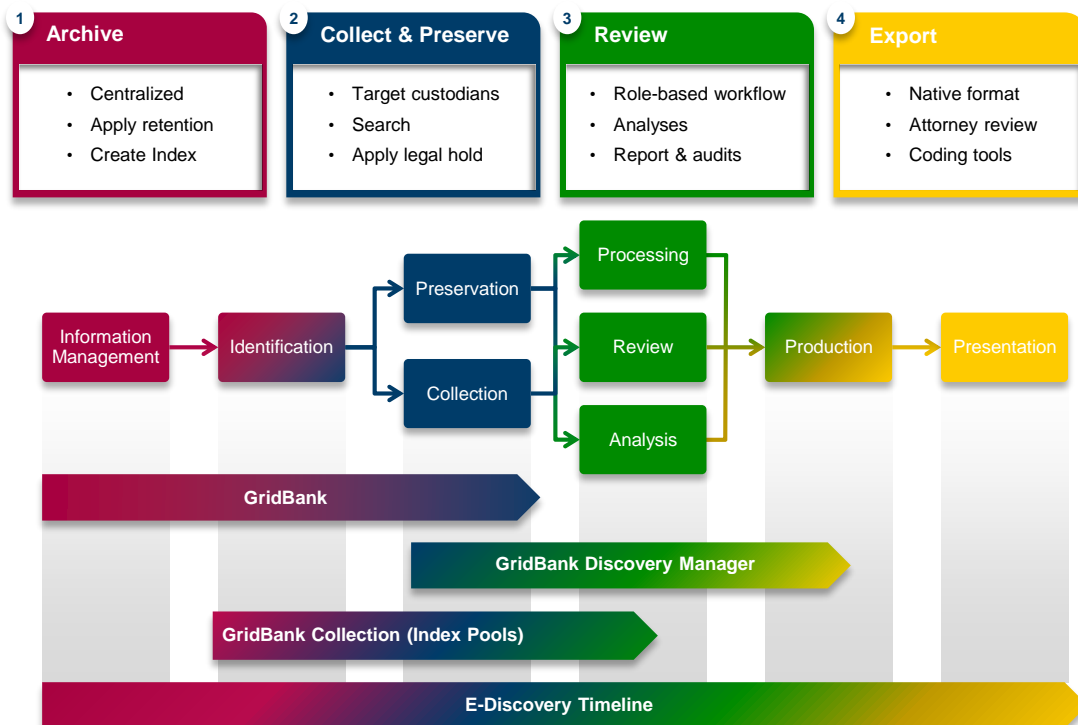 1
Archive
• Centralized
• Apply retention
• Create Index
2
Collect & Preserve
• Target custodians
• Search
• Apply legal hold
3
Review
• Role-based workflow
• Analyses
• Report & audits
4
Export
• Native format
• Attorney review
• Coding tools
Information
Management
Identification
Preservation
Collection
Processing
Review
Analysis
Production
Presentation
GridBank
GridBank Discovery Manager
GridBank Collection (Index Pools)
E-Discovery Timeline